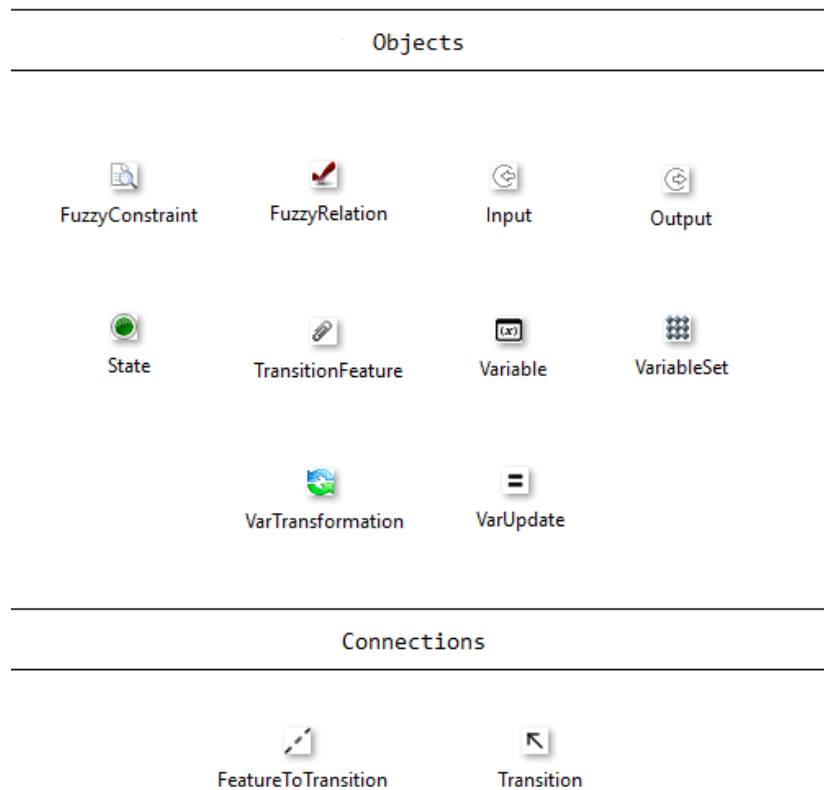 Objects
FuzzyConstraint FuzzyRelation Input Output
State TransitionFeature Variable VariableSet
(x)
VarTransformation VarUpdate
Connections
FeatureToTransition Transition